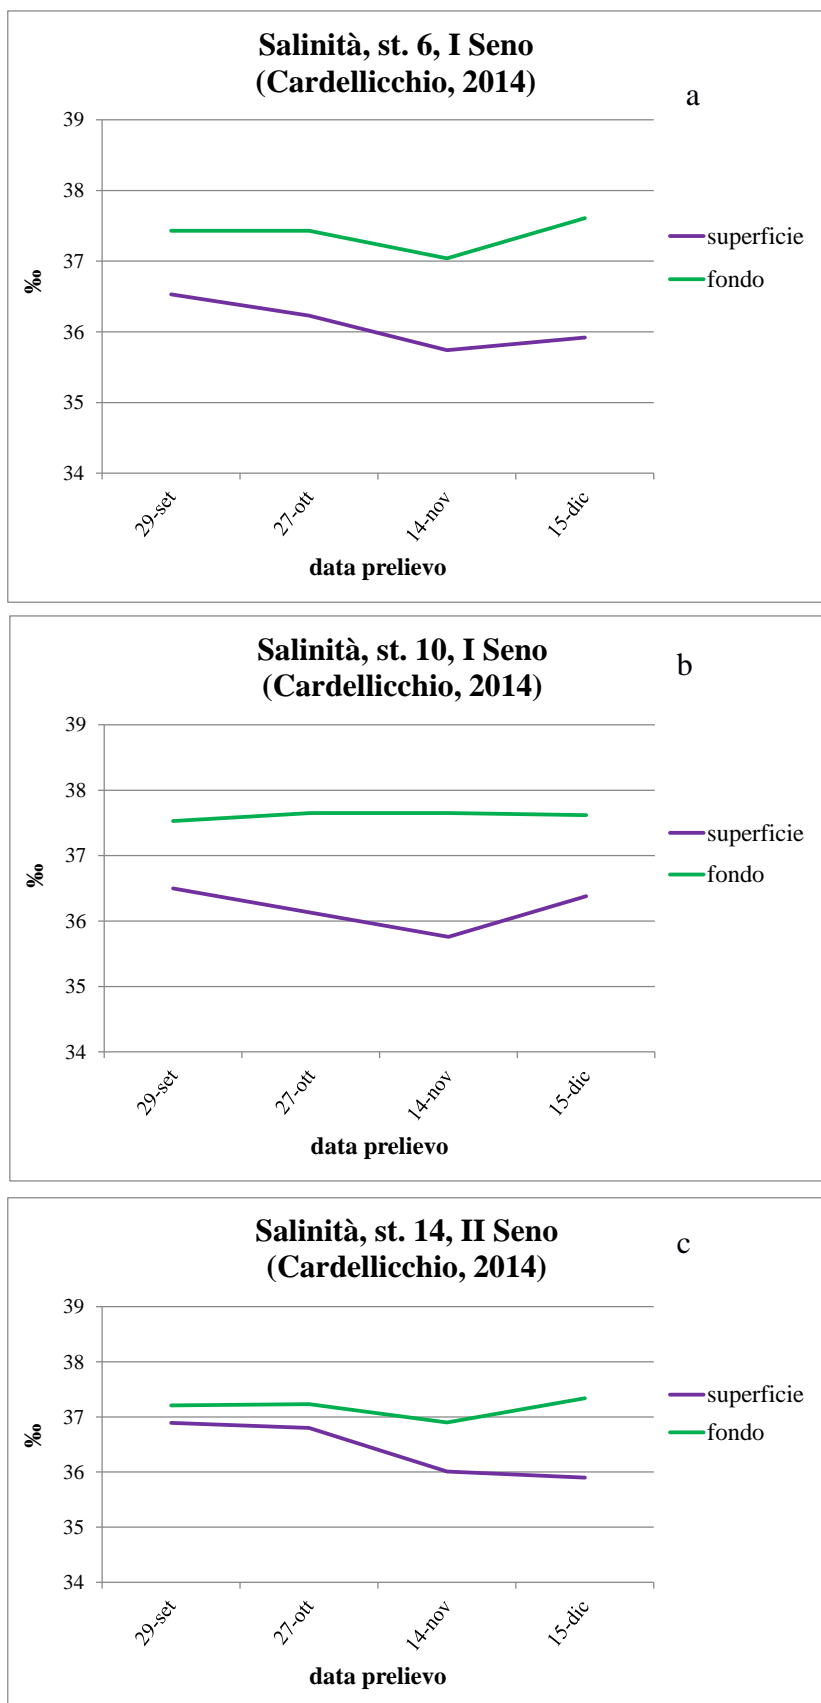 Salinità, st. 6, I Seno
(Cardellicchio, 2014)
a
39
38
37
36
35
34
‰
superficie
fondo
29-set
27-ott
14-nov
15-dic
data prelievo
Salinità, st. 10, I Seno
(Cardellicchio, 2014)
b
39
38
37
36
35
34
‰
superficie
fondo
29-set
27-ott
14-nov
15-dic
data prelievo
Salinità, st. 14, II Seno
(Cardellicchio, 2014)
c
39
38
37
36
35
34
‰
superficie
fondo
29-set
27-ott
14-nov
15-dic
data prelievo